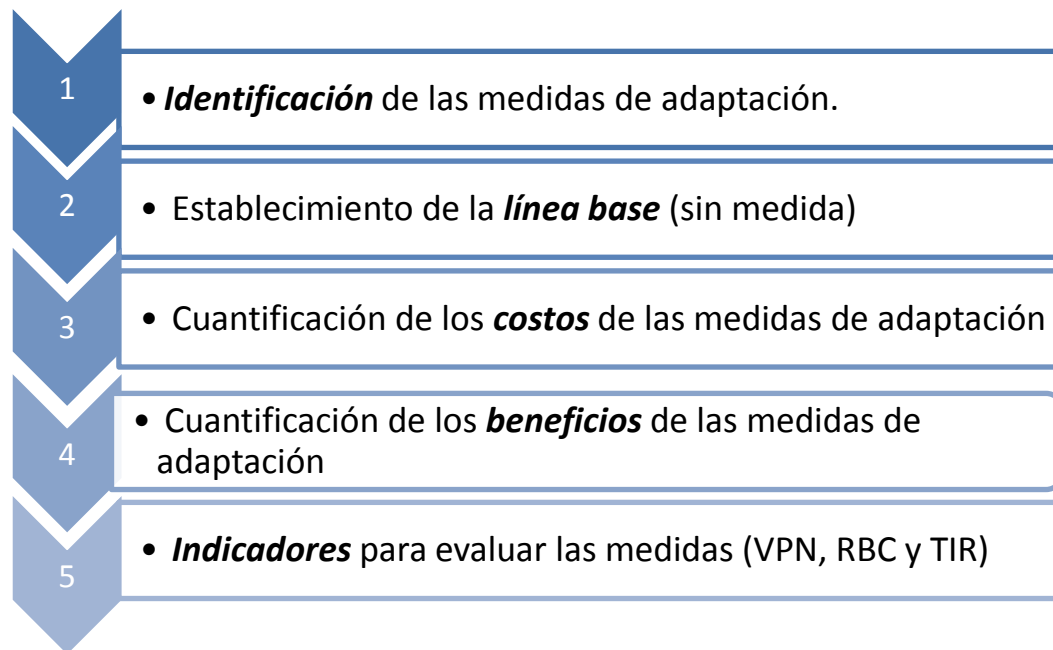 1
• Identificación de las medidas de adaptación.
2
• Establecimiento de la línea base (sin medida)
3
• Cuantificación de los costos de las medidas de adaptación
4
• Cuantificación de los beneficios de las medidas de
adaptación
5
• Indicadores para evaluar las medidas (VPN, RBC y TIR)